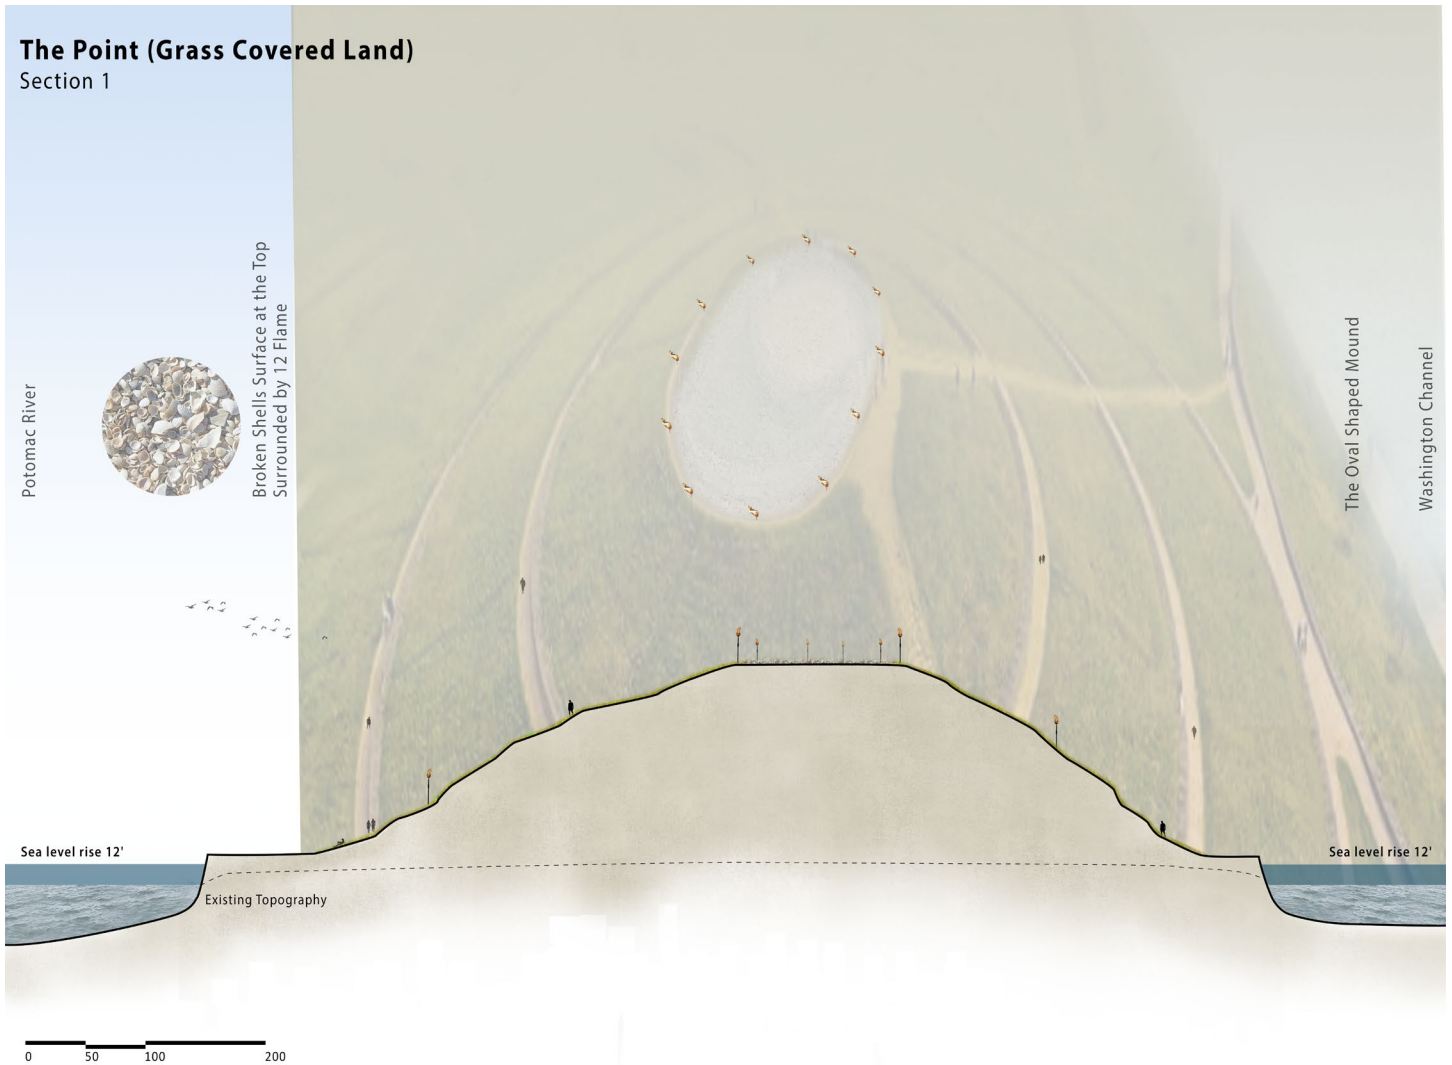 The Point (Grass Covered Land)
Section 1
Potomac River
Broken Shells Surface at the Top
Surrounded by 12 Flame
The Oval Shaped Mound
Washington Channel
Sea level rise 12'
Sea level rise 12'
Existing Topography
0 50 100 200